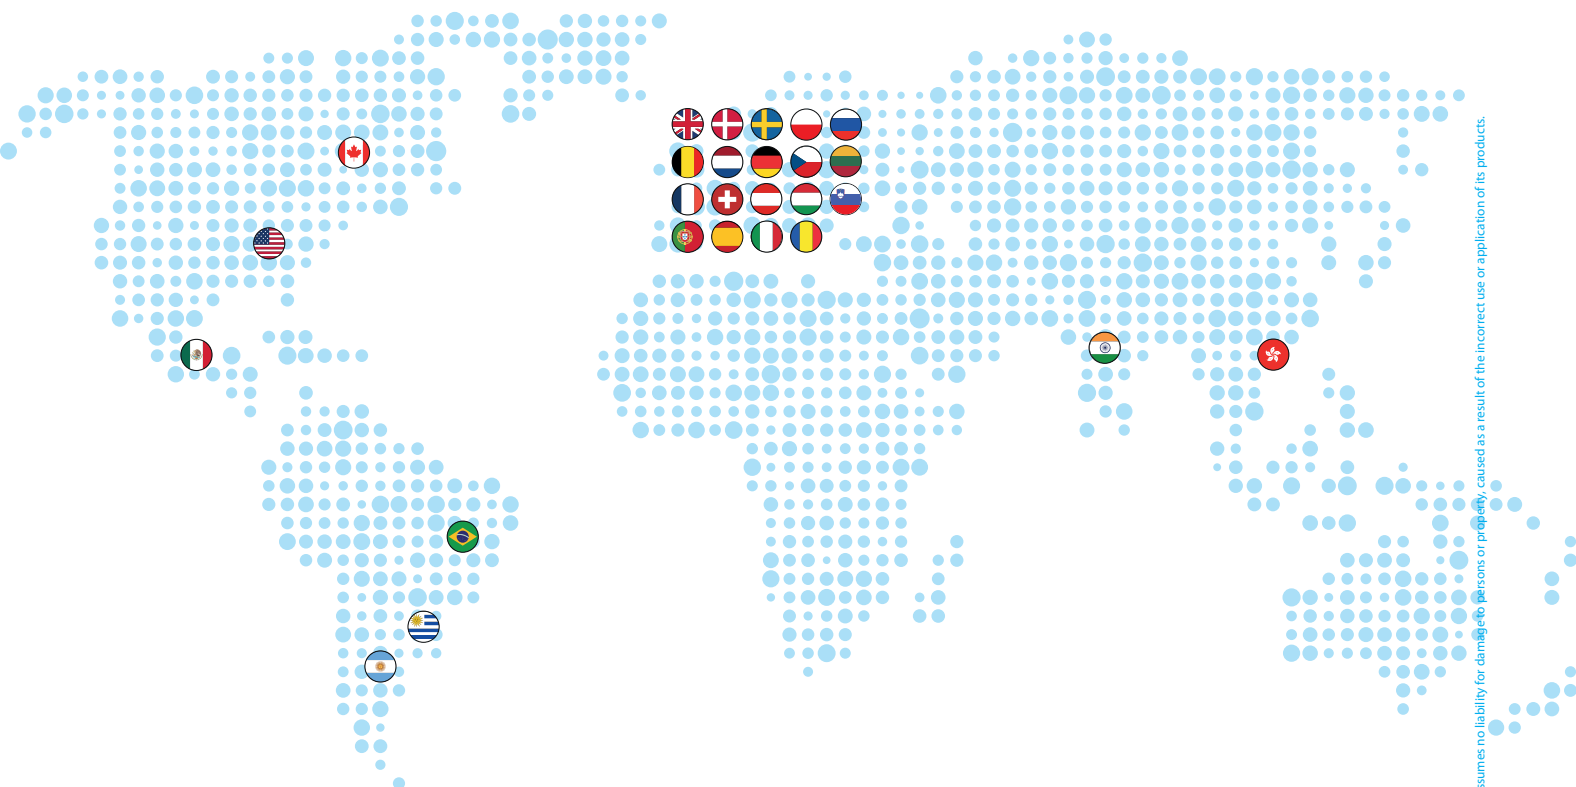 ssumes no liability for damage to persons or property, caused as a result of the incorrect use or application of its products.